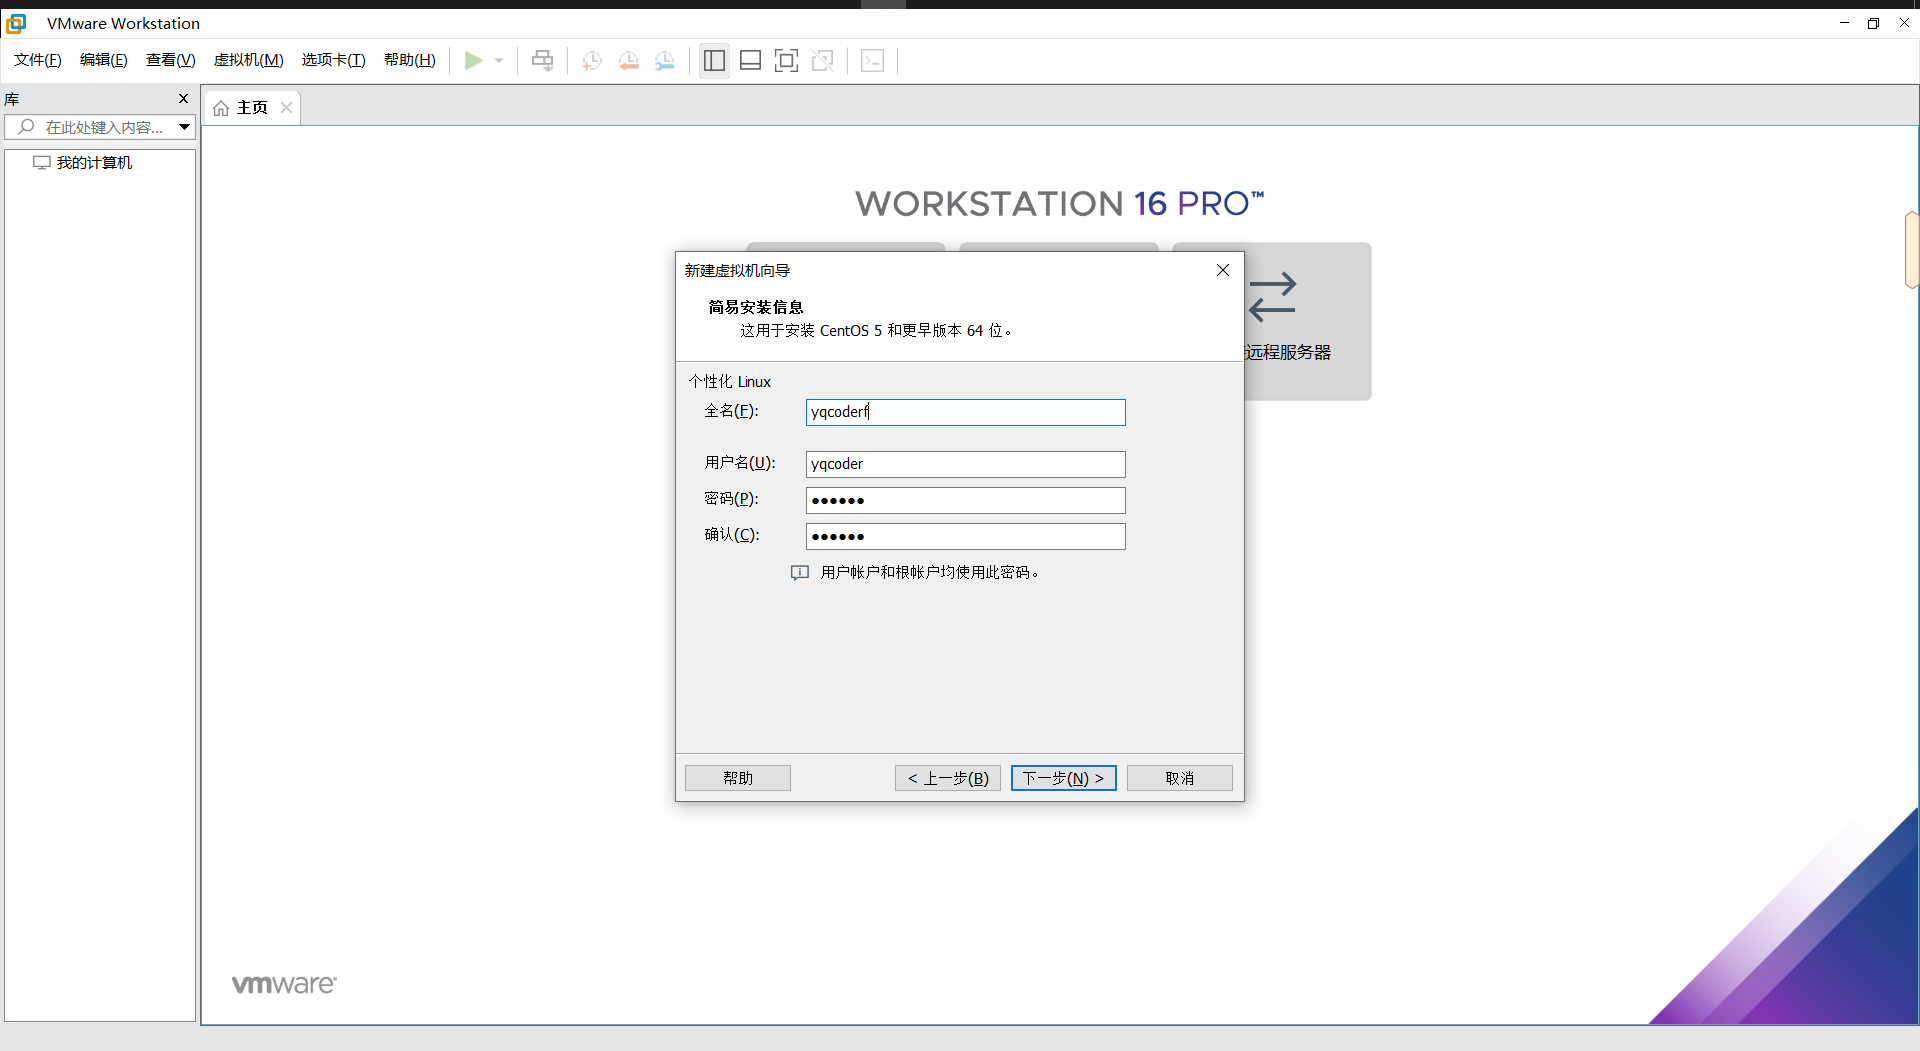 VMware Workstation
文件(F) 编辑(E) 查看(V) 虚拟机(M) 选项卡(T) 帮助(H)
库
主页
在此处键入内容...
我的计算机
WORKSTATION 16 PRO™
远程服务器
新建虚拟机向导
简易安装信息
这用于安装 CentOS 5 和更早版本 64 位。
个性化 Linux
全名(F): yqcoderf
用户名(U): yqcoder
密码(P): ●●●●●●
确认(C): ●●●●●●
用户帐户和根帐户均使用此密码。
帮助 < 上一步(B) 下一步(N) > 取消
vmware